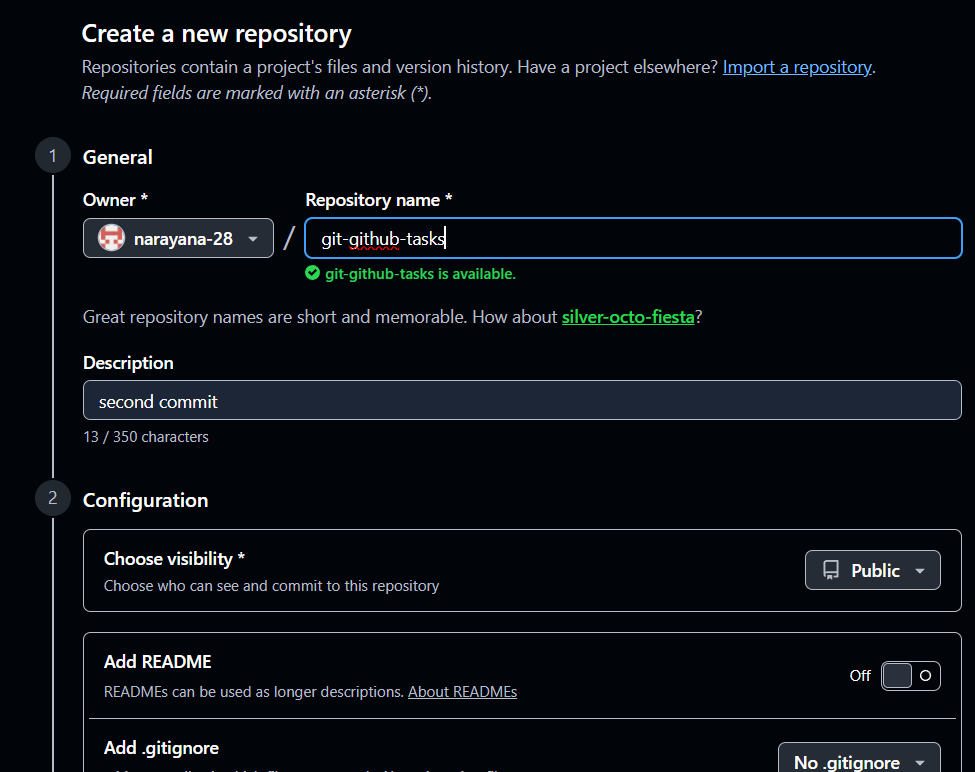 Create a new repository
Repositories contain a project's files and version history. Have a project elsewhere? Import a repository.
Required fields are marked with an asterisk (*).
1
General
Owner *
Repository name *
narayana-28
/
git-github-tasks
git-github-tasks is available.
Great repository names are short and memorable. How about silver-octo-fiesta?
Description
second commit
13 / 350 characters
2
Configuration
Choose visibility *
Choose who can see and commit to this repository
Public
Add README
READMEs can be used as longer descriptions. About READMEs
Off
Add .gitignore
No .gitignore